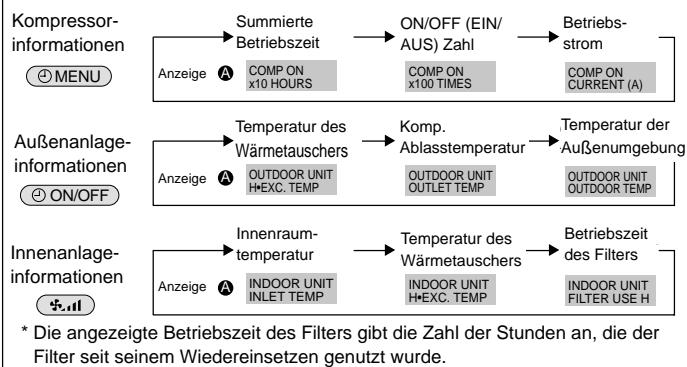 Kompressor-
informationen
MENU
Summierte
Betriebszeit
ON/OFF (EIN/
AUS) Zahl
Betriebs-
strom
Anzeige A
COMP ON
x10 HOURS
COMP ON
x100 TIMES
COMP ON
CURRENT (A)
Außenanlage-
informationen
ON/OFF
Temperatur des
Wärmetauschers
Komp.
Ablasstemperatur
Temperatur der
Außenumgebung
Anzeige A
OUTDOOR UNIT
H•EXC. TEMP
OUTDOOR UNIT
OUTLET TEMP
OUTDOOR UNIT
OUTDOOR TEMP
Innenanlage-
informationen
Innenraum-
temperatur
Temperatur des
Wärmetauschers
Betriebszeit
des Filters
Anzeige A
INDOOR UNIT
INLET TEMP
INDOOR UNIT
H•EXC. TEMP
INDOOR UNIT
FILTER USE H
* Die angezeigte Betriebszeit des Filters gibt die Zahl der Stunden an, die der
Filter seit seinem Wiedereinsetzen genutzt wurde.